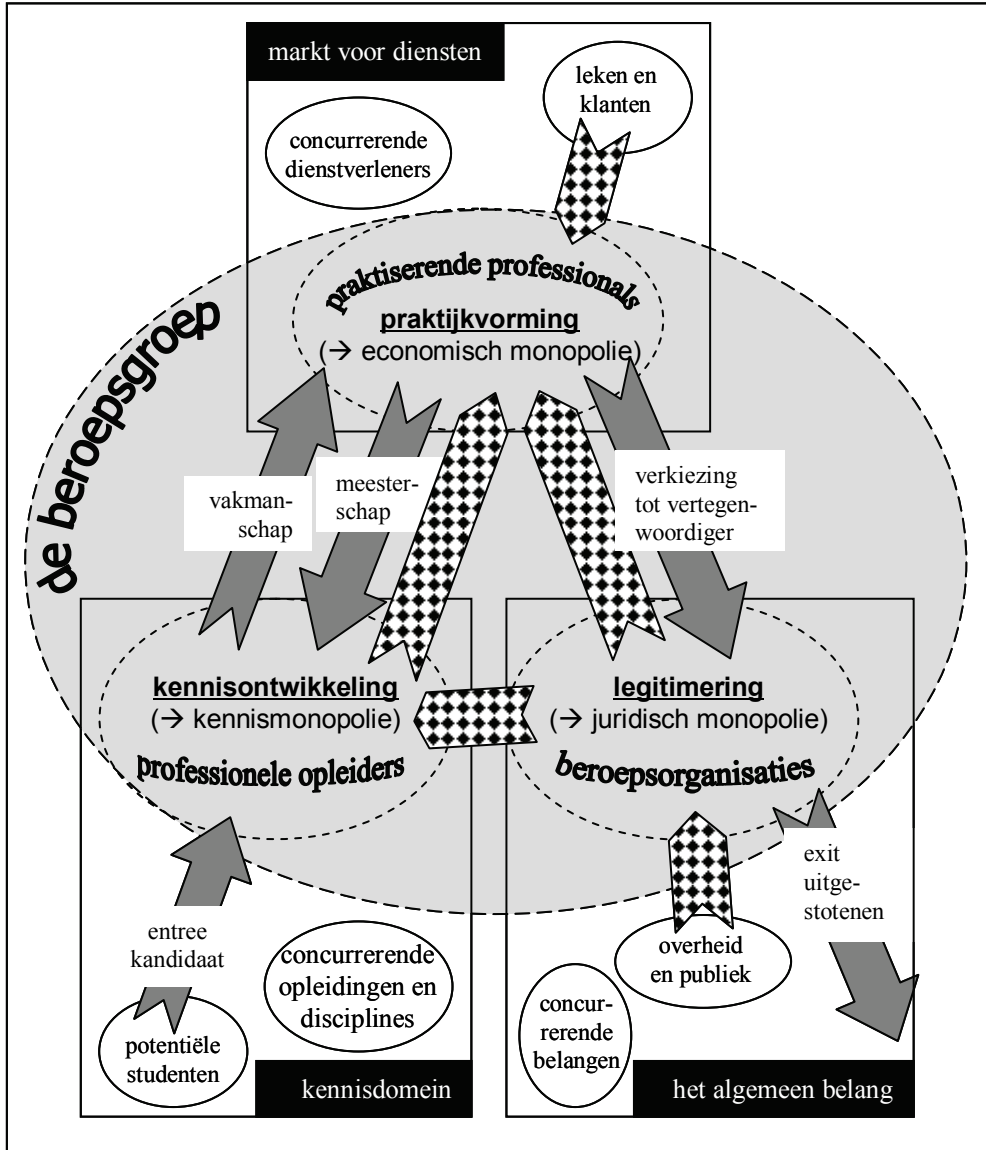 markt voor diensten
leken en
klanten
concurrerende
dienstverleners
praktiserende professionals
praktijkvorming
(→ economisch monopolie)
de beroepsgroep
vakman-
schap
meester-
schap
verkiezing
tot vertegen-
woordiger
kennisontwikkeling
(→ kennismonopolie)
professionele opleiders
legitimering
(→ juridisch monopolie)
beroepsorganisaties
exit
uitge-
stotenen
entree
kandidaat
concurrerende
opleidingen en
disciplines
potentiële
studenten
kennisdomein
overheid
en publiek
concur-
rerende
belangen
het algemeen belang